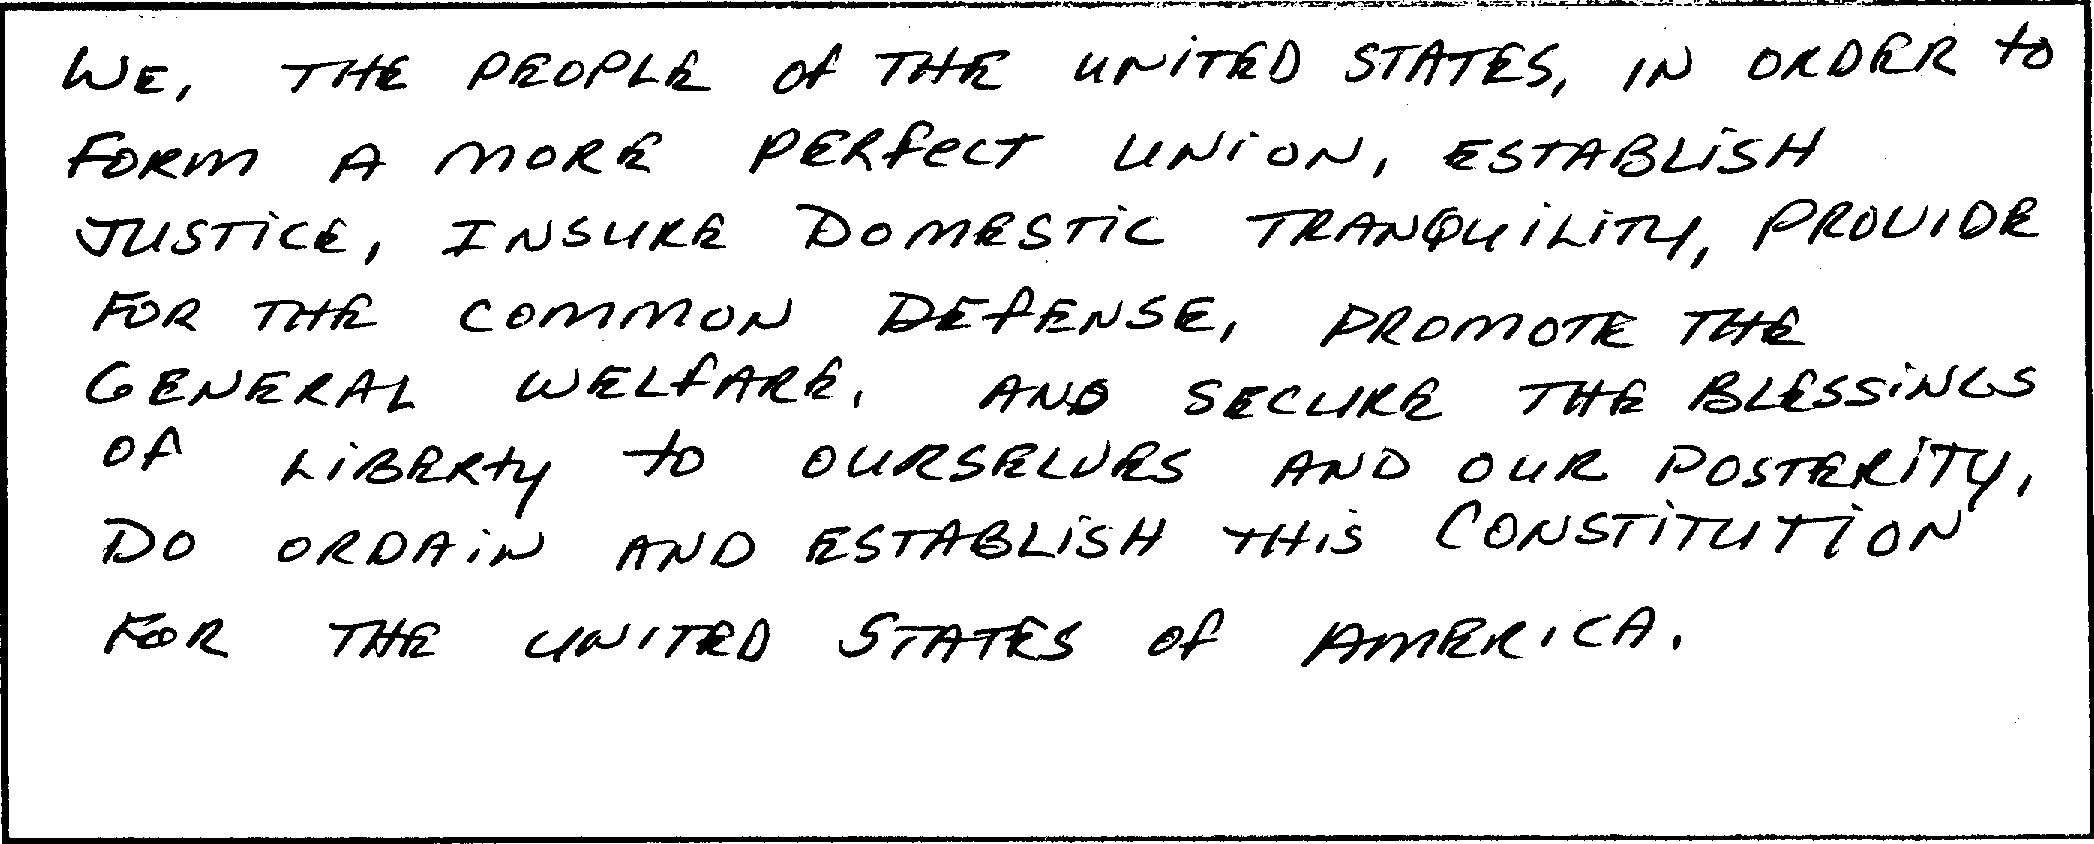 WE, THE PEOPLE of THE UNiTED STATES, IN ORDER to
FORM A MORE PERfeCT UNiON, ESTABLiSH
JUSTiCE, INSURE DOMESTiC TRANQUiLiTY, PROVIDE
FOR THE COMMON DEfENSE, PROMOTE THE
GENERAL WELfARE, AND SECURE THE BLESSiNGS
Of LiBERty to OURSELVES AND OUR POSTERiTY,
DO ORDAiN AND ESTABLiSH THiS CONSTiTUTiON
FOR THE UNITED STATES Of AMERICA.